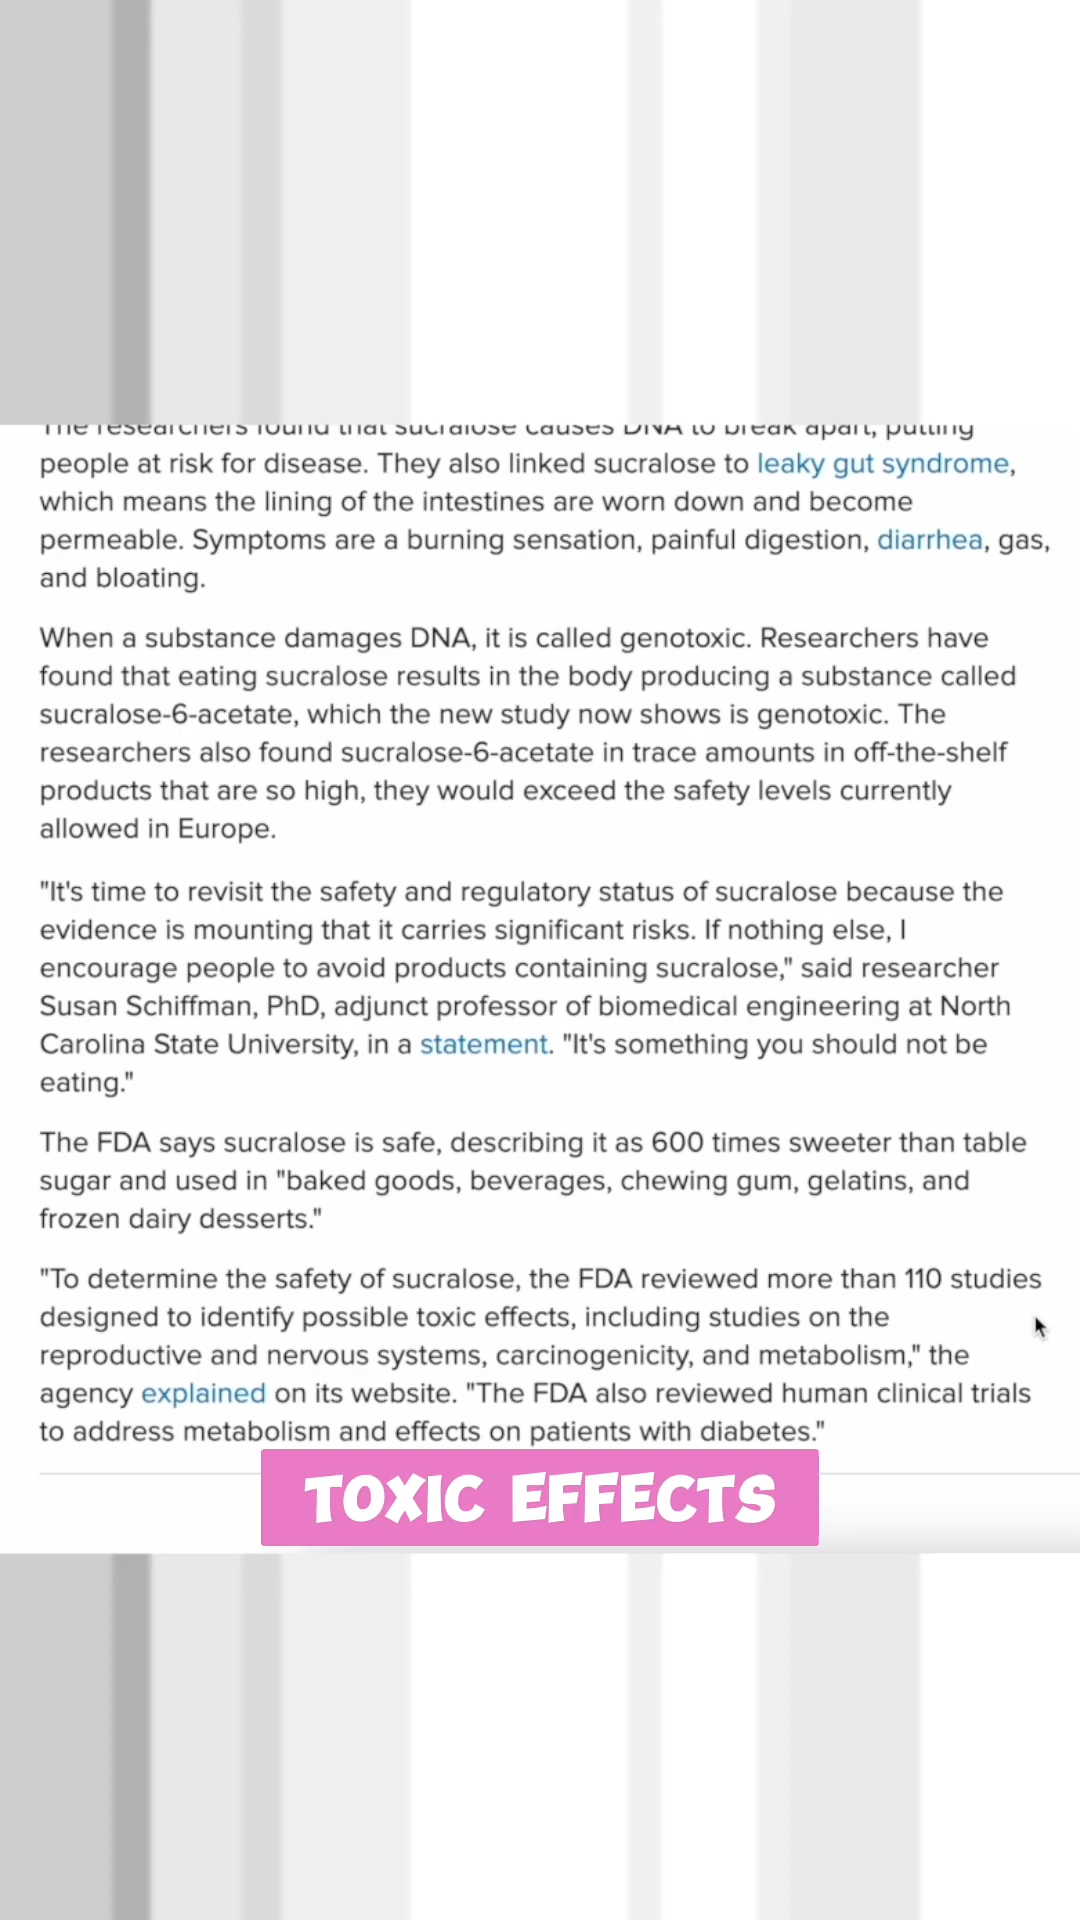 The researchers found that sucralose causes DNA to break apart, putting
people at risk for disease. They also linked sucralose to leaky gut syndrome,
which means the lining of the intestines are worn down and become
permeable. Symptoms are a burning sensation, painful digestion, diarrhea, gas,
and bloating.
When a substance damages DNA, it is called genotoxic. Researchers have
found that eating sucralose results in the body producing a substance called
sucralose-6-acetate, which the new study now shows is genotoxic. The
researchers also found sucralose-6-acetate in trace amounts in off-the-shelf
products that are so high, they would exceed the safety levels currently
allowed in Europe.
"It's time to revisit the safety and regulatory status of sucralose because the
evidence is mounting that it carries significant risks. If nothing else, I
encourage people to avoid products containing sucralose," said researcher
Susan Schiffman, PhD, adjunct professor of biomedical engineering at North
Carolina State University, in a statement. "It's something you should not be
eating."
The FDA says sucralose is safe, describing it as 600 times sweeter than table
sugar and used in "baked goods, beverages, chewing gum, gelatins, and
frozen dairy desserts."
"To determine the safety of sucralose, the FDA reviewed more than 110 studies
designed to identify possible toxic effects, including studies on the
reproductive and nervous systems, carcinogenicity, and metabolism," the
agency explained on its website. "The FDA also reviewed human clinical trials
to address metabolism and effects on patients with diabetes."
TOXIC EFFECTS